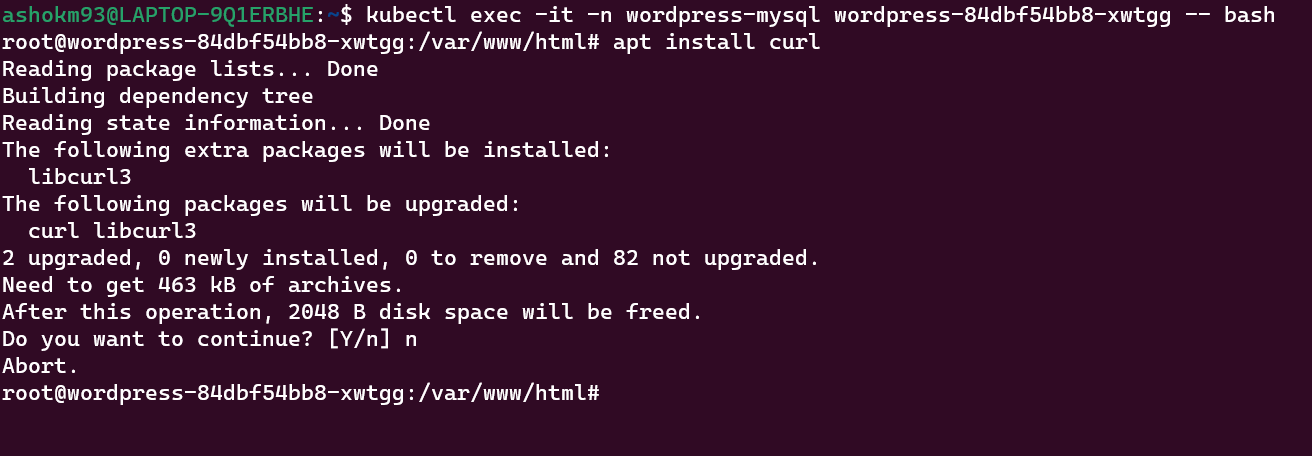 ashokm93@LAPTOP-9Q1ERBHE:~$ kubectl exec -it -n wordpress-mysql wordpress-84dbf54bb8-xwtgg -- bash
root@wordpress-84dbf54bb8-xwtgg:/var/www/html# apt install curl
Reading package lists... Done
Building dependency tree
Reading state information... Done
The following extra packages will be installed:
  libcurl3
The following packages will be upgraded:
  curl libcurl3
2 upgraded, 0 newly installed, 0 to remove and 82 not upgraded.
Need to get 463 kB of archives.
After this operation, 2048 B disk space will be freed.
Do you want to continue? [Y/n] n
Abort.
root@wordpress-84dbf54bb8-xwtgg:/var/www/html#